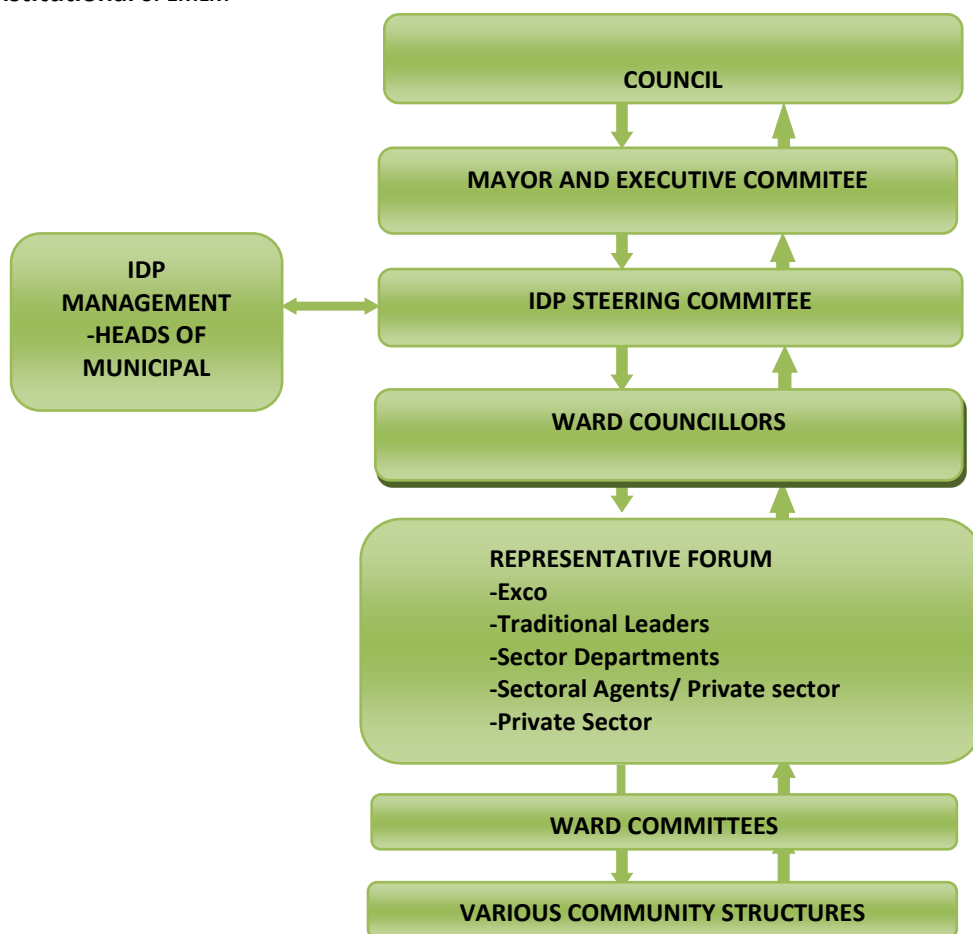 COUNCIL
MAYOR AND EXECUTIVE COMMITEE
IDP
MANAGEMENT
-HEADS OF
MUNICIPAL
IDP STEERING COMMITEE
WARD COUNCILLORS
REPRESENTATIVE FORUM
-Exco
-Traditional Leaders
-Sector Departments
-Sectoral Agents/ Private sector
-Private Sector
WARD COMMITTEES
VARIOUS COMMUNITY STRUCTURES